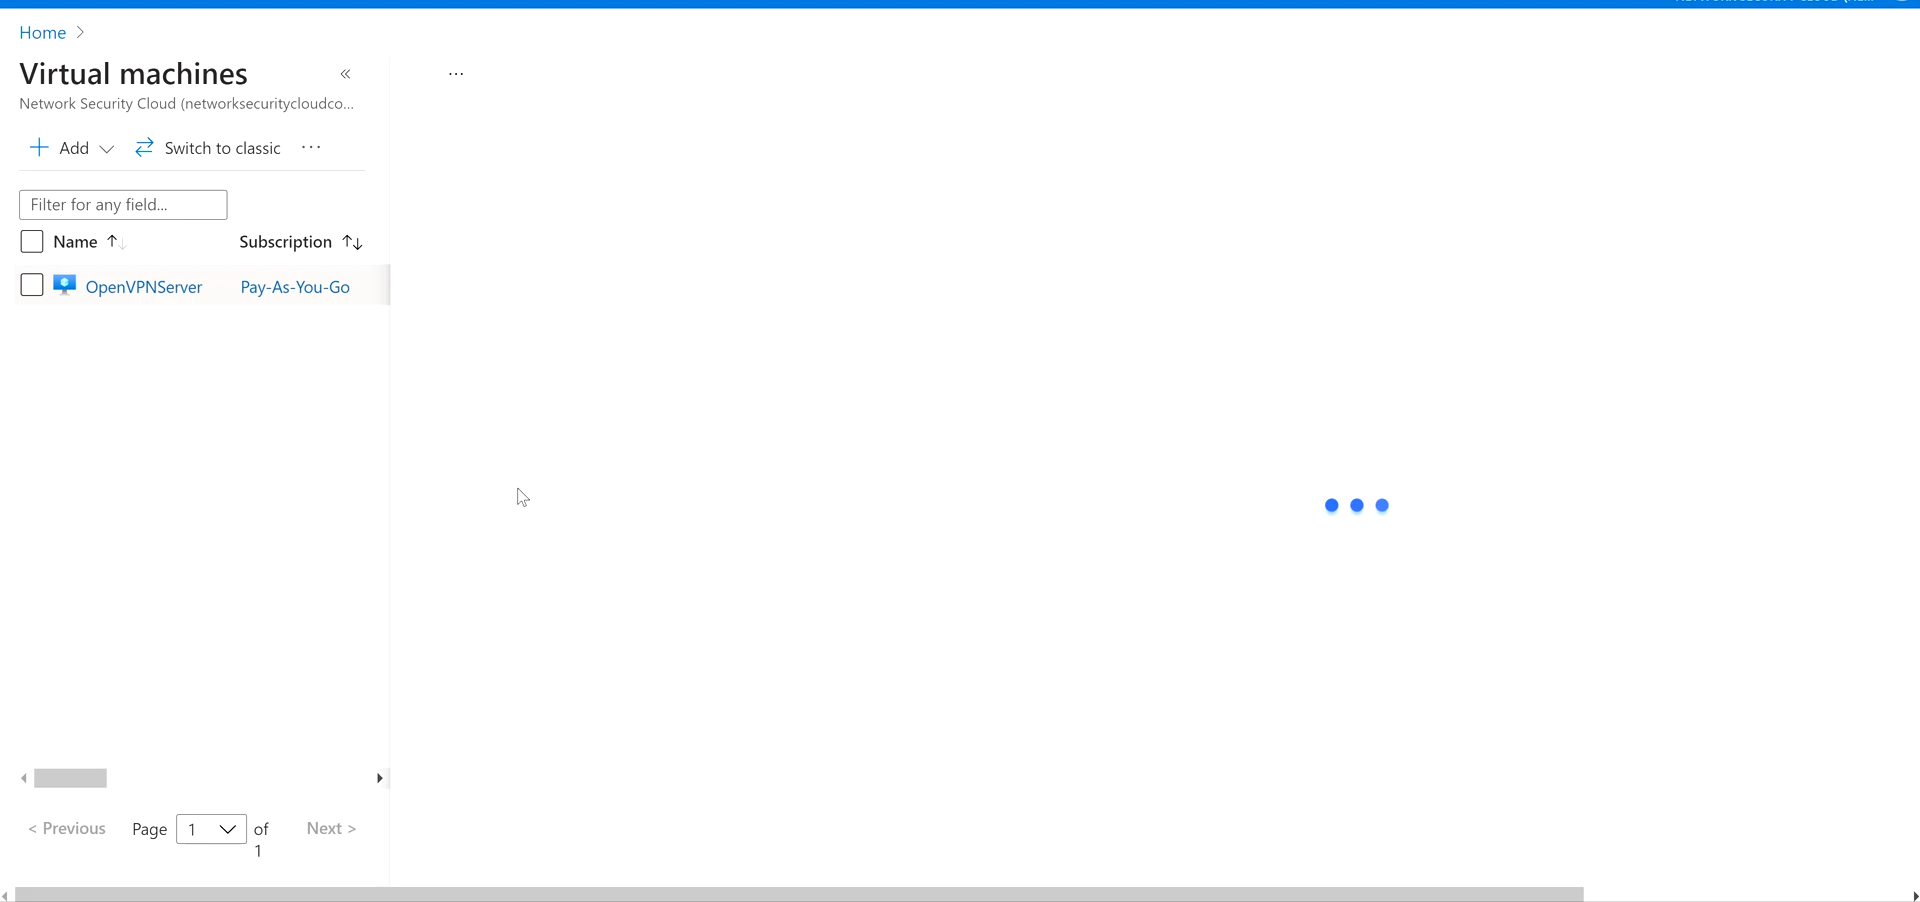 Home
Virtual machines
Network Security Cloud (networksecuritycloudco...
Add
Switch to classic
Filter for any field...
Name
Subscription
OpenVPNServer
Pay-As-You-Go
< Previous
Page
1
of
1
Next >